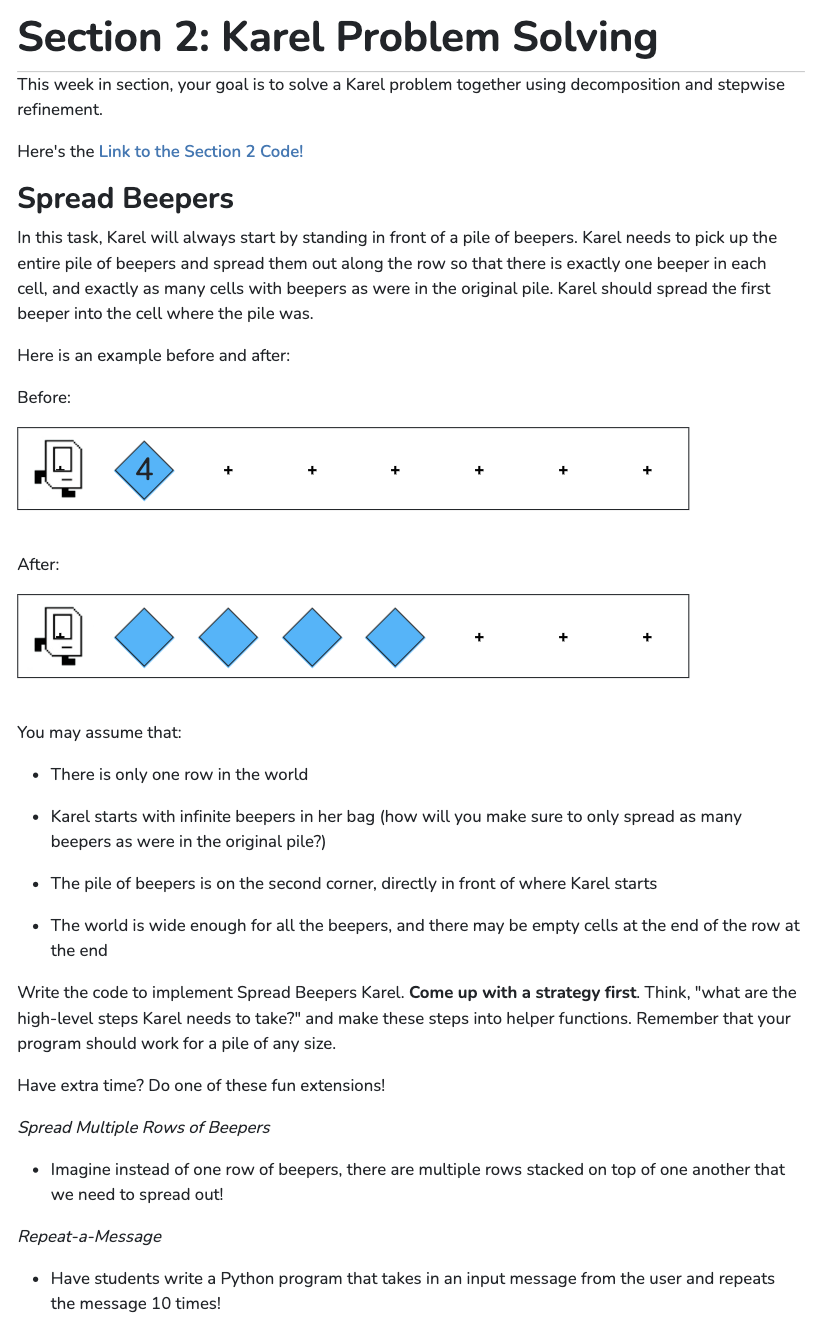 Section 2: Karel Problem Solving
This week in section, your goal is to solve a Karel problem together using decomposition and stepwise
refinement.
Here's the Link to the Section 2 Code!
Spread Beepers
In this task, Karel will always start by standing in front of a pile of beepers. Karel needs to pick up the
entire pile of beepers and spread them out along the row so that there is exactly one beeper in each
cell, and exactly as many cells with beepers as were in the original pile. Karel should spread the first
beeper into the cell where the pile was.
Here is an example before and after:
Before:
4
After:
You may assume that:
• There is only one row in the world
• Karel starts with infinite beepers in her bag (how will you make sure to only spread as many
beepers as were in the original pile?)
• The pile of beepers is on the second corner, directly in front of where Karel starts
• The world is wide enough for all the beepers, and there may be empty cells at the end of the row at
the end
Write the code to implement Spread Beepers Karel. Come up with a strategy first. Think, "what are the
high-level steps Karel needs to take?" and make these steps into helper functions. Remember that your
program should work for a pile of any size.
Have extra time? Do one of these fun extensions!
Spread Multiple Rows of Beepers
• Imagine instead of one row of beepers, there are multiple rows stacked on top of one another that
we need to spread out!
Repeat-a-Message
• Have students write a Python program that takes in an input message from the user and repeats
the message 10 times!